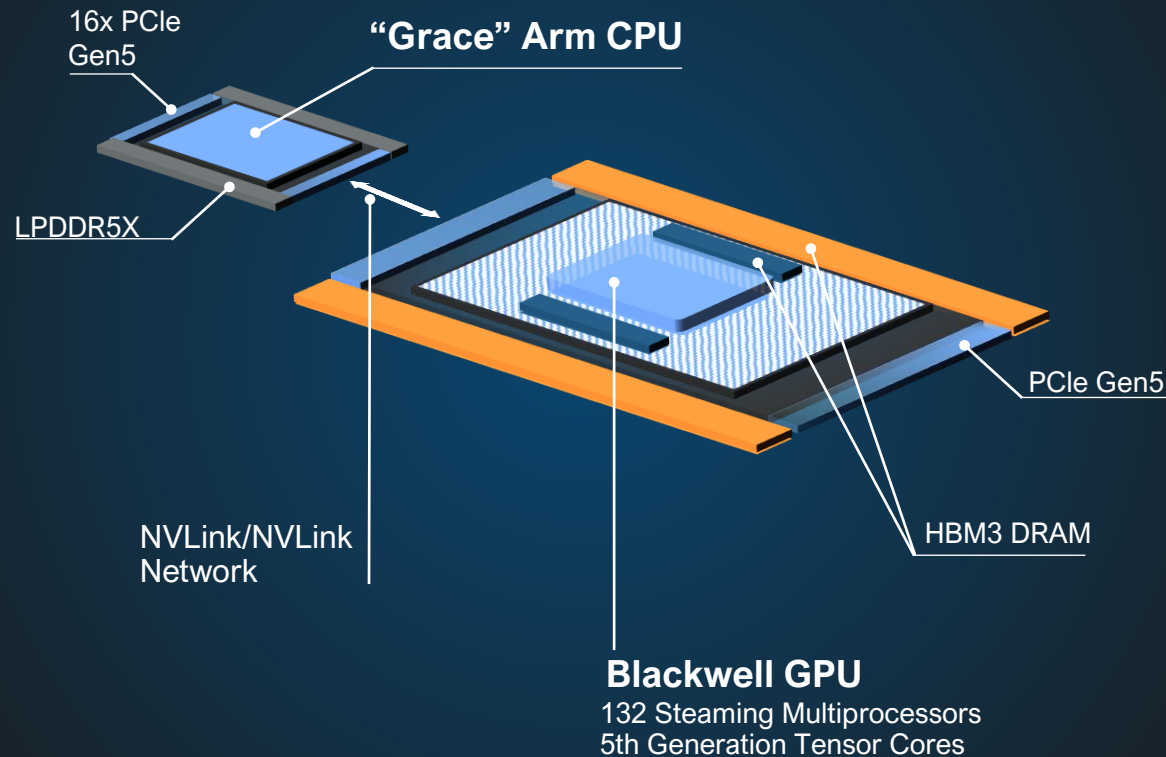 16x PCIe
Gen5
“Grace” Arm CPU
LPDDR5X
PCIe Gen5
NVLink/NVLink
Network
HBM3 DRAM
Blackwell GPU
132 Steaming Multiprocessors
5th Generation Tensor Cores